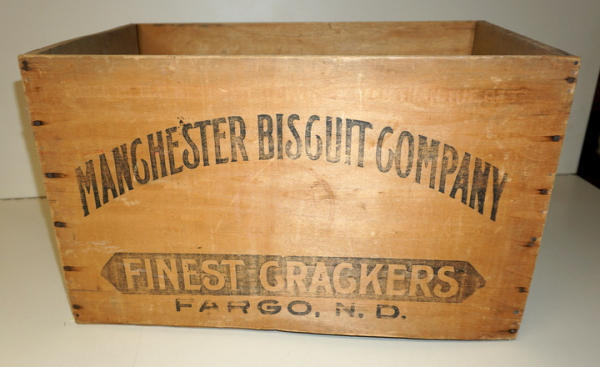 MANCHESTER BISCUIT COMPANY
FINEST CRACKERS
FARGO, N.D.